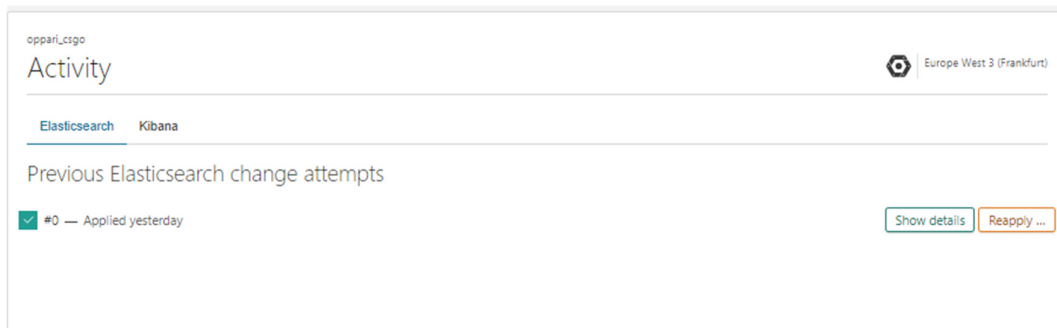 oppari_csgo
Activity
Europe West 3 (Frankfurt)
Elasticsearch Kibana
Previous Elasticsearch change attempts
#0 — Applied yesterday Show details Reapply ...